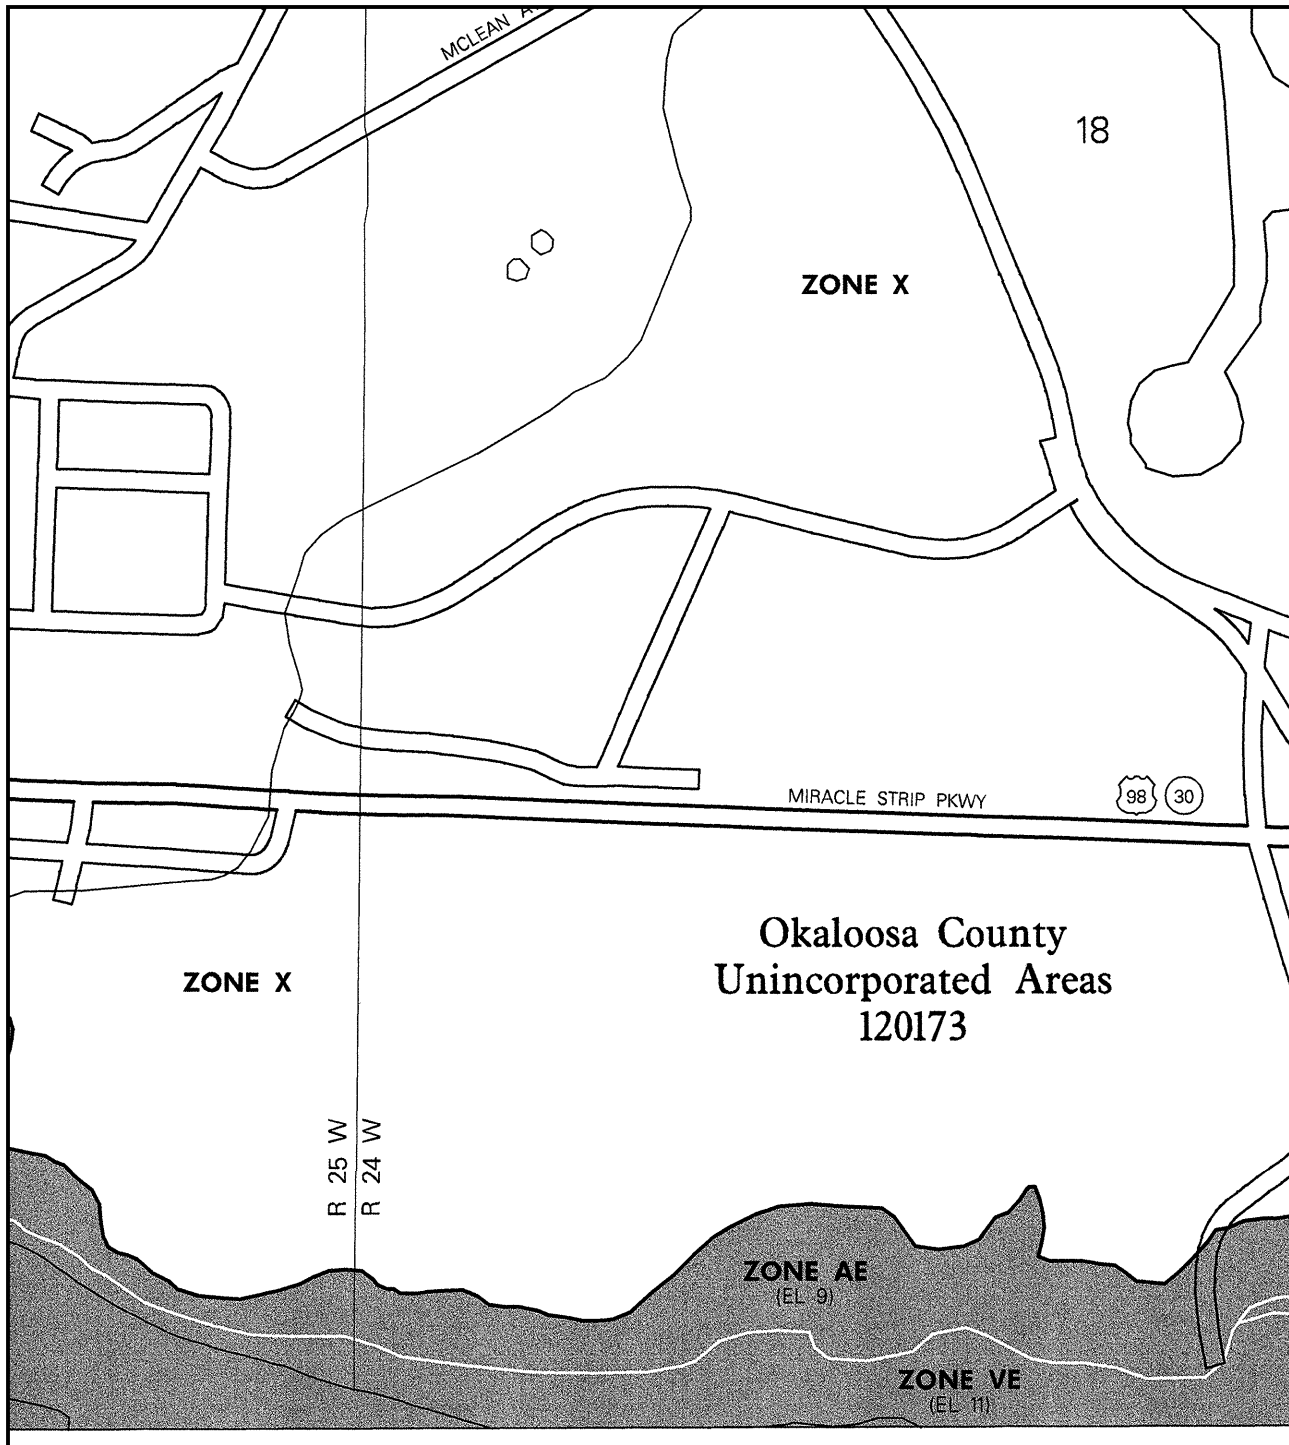 MCLEAN
18
ZONE X
MIRACLE STRIP PKWY
98
30
Okaloosa County
Unincorporated Areas
120173
ZONE X
R 25 W
R 24 W
ZONE AE
(EL 9)
ZONE VE
(EL 11)